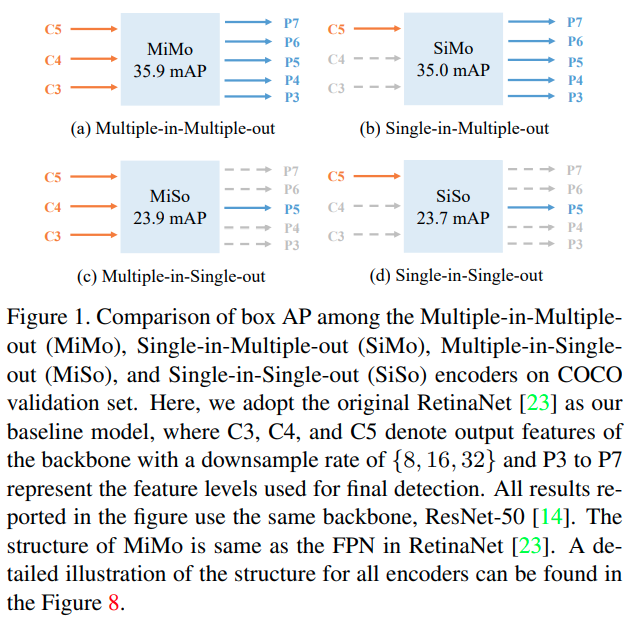 C5
C4
C3
MiMo
35.9 mAP
P7
P6
P5
P4
P3
(a) Multiple-in-Multiple-out
C5
C4
C3
SiMo
35.0 mAP
P7
P6
P5
P4
P3
(b) Single-in-Multiple-out
C5
C4
C3
MiSo
23.9 mAP
P7
P6
P5
P4
P3
(c) Multiple-in-Single-out
C5
C4
C3
SiSo
23.7 mAP
P7
P6
P5
P4
P3
(d) Single-in-Single-out
Figure 1. Comparison of box AP among the Multiple-in-Multiple-
out (MiMo), Single-in-Multiple-out (SiMo), Multiple-in-Single-
out (MiSo), and Single-in-Single-out (SiSo) encoders on COCO
validation set. Here, we adopt the original RetinaNet [23] as our
baseline model, where C3, C4, and C5 denote output features of
the backbone with a downsample rate of {8, 16, 32} and P3 to P7
represent the feature levels used for final detection. All results re-
ported in the figure use the same backbone, ResNet-50 [14]. The
structure of MiMo is same as the FPN in RetinaNet [23]. A de-
tailed illustration of the structure for all encoders can be found in
the Figure 8.